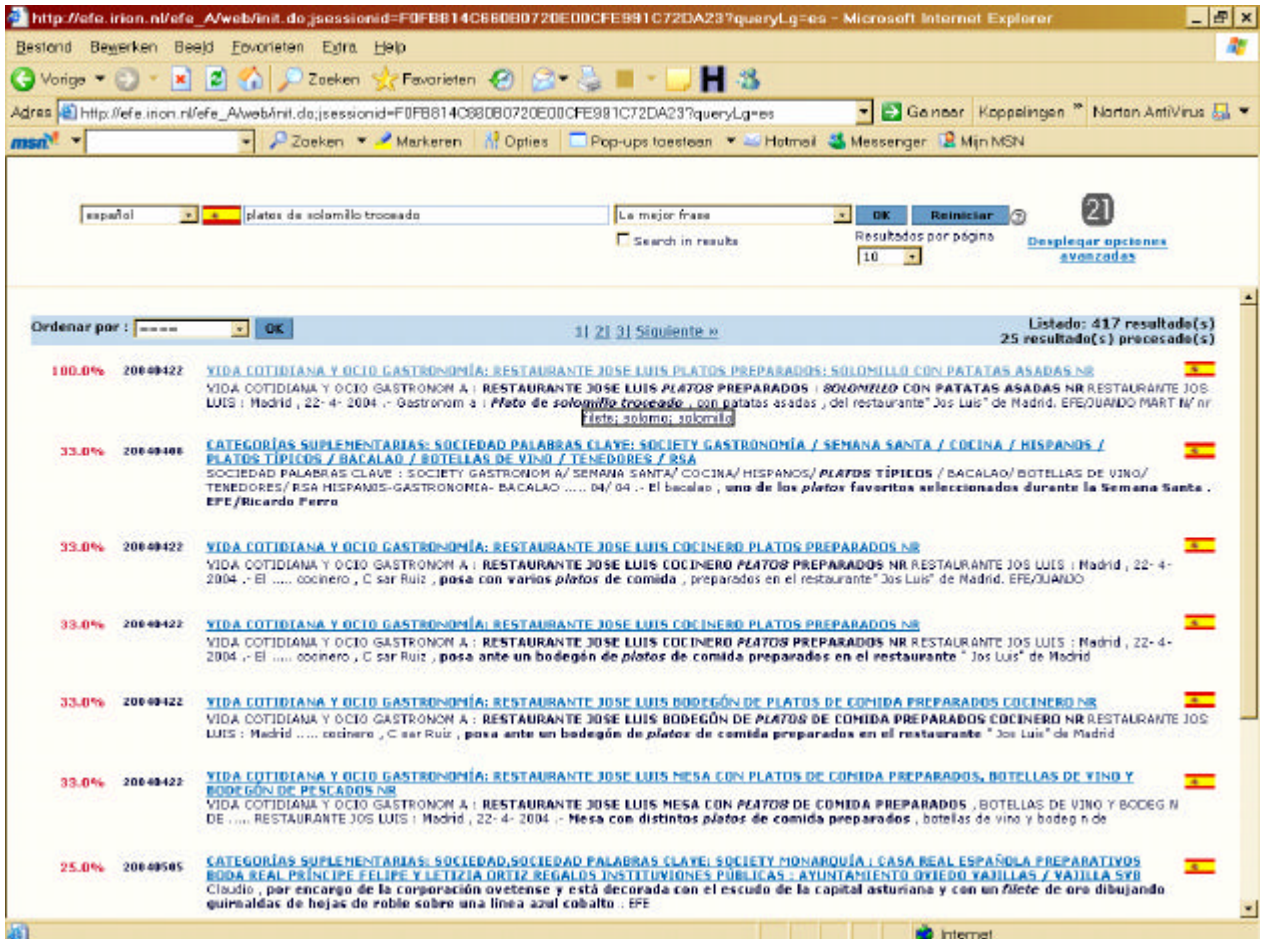 http://efe.irion.nl/efe_A/web/init.do;jsessionid=F0FB814C660B0720E00CFE991C72DA23?queryLg=es - Microsoft Internet Explorer
Bestand Bewerken Beeld Favorieten Extra Help
Vorige Zoeken Favorieten
Adres http://efe.irion.nl/efe_A/web/init.do;jsessionid=F0FB814C660B0720E00CFE991C72DA23?queryLg=es Ga naar Koppelingen » Norton AntiVirus
msn Zoeken Markeren Opties Pop-ups toestaan Hotmail Messenger Mijn MSN
español platos de solomillo troceado La mejor frase OK Reiniciar ? 21
Search in results Resultados por página Desplegar opciones
10 avanzadas
Ordenar por : ---- OK 1| 2| 3| Siguiente » Listado: 417 resultado(s)
25 resultado(s) procesado(s)
100.0% 20040422 VIDA COTIDIANA Y OCIO GASTRONOMÍA: RESTAURANTE JOSE LUIS PLATOS PREPARADOS: SOLOMILLO CON PATATAS ASADAS NR
VIDA COTIDIANA Y OCIO GASTRONOM A : RESTAURANTE JOSE LUIS PLATOS PREPARADOS : SOLOMILLO CON PATATAS ASADAS NR RESTAURANTE JOS
LUIS : Madrid , 22- 4- 2004 .- Gastronom a : Plato de solomillo troceado , con patatas asadas , del restaurante" Jos Luis" de Madrid. EFE/JUANJO MART N/ nr
filete; solomo; solomillo
33.0% 20040408 CATEGORÍAS SUPLEMENTARIAS: SOCIEDAD PALABRAS CLAVE: SOCIETY GASTRONOMÍA / SEMANA SANTA / COCINA / HISPANOS /
PLATOS TÍPICOS / BACALAO / BOTELLAS DE VINO / TENEDORES / RSA
SOCIEDAD PALABRAS CLAVE : SOCIETY GASTRONOM A/ SEMANA SANTA/ COCINA/ HISPANOS/ PLATOS TÍPICOS / BACALAO/ BOTELLAS DE VINO/
TENEDORES/ RSA HISPANOS-GASTRONOMIA- BACALAO ..... 04/ 04 .- El bacalao , uno de los platos favoritos seleccionados durante la Semana Santa .
EFE/Ricardo Ferro
33.0% 20040422 VIDA COTIDIANA Y OCIO GASTRONOMÍA: RESTAURANTE JOSE LUIS COCINERO PLATOS PREPARADOS NR
VIDA COTIDIANA Y OCIO GASTRONOM A : RESTAURANTE JOSE LUIS COCINERO PLATOS PREPARADOS NR RESTAURANTE JOS LUIS : Madrid , 22- 4-
2004 .- El ..... cocinero , C sar Ruiz , posa con varios platos de comida , preparados en el restaurante" Jos Luis" de Madrid. EFE/JUANJO
33.0% 20040422 VIDA COTIDIANA Y OCIO GASTRONOMÍA: RESTAURANTE JOSE LUIS COCINERO PLATOS PREPARADOS NR
VIDA COTIDIANA Y OCIO GASTRONOM A : RESTAURANTE JOSE LUIS COCINERO PLATOS PREPARADOS NR RESTAURANTE JOS LUIS : Madrid , 22- 4-
2004 .- El ..... cocinero , C sar Ruiz , posa ante un bodegón de platos de comida preparados en el restaurante " Jos Luis" de Madrid
33.0% 20040422 VIDA COTIDIANA Y OCIO GASTRONOMÍA: RESTAURANTE JOSE LUIS BODEGÓN DE PLATOS DE COMIDA PREPARADOS COCINERO NR
VIDA COTIDIANA Y OCIO GASTRONOM A : RESTAURANTE JOSE LUIS BODEGÓN DE PLATOS DE COMIDA PREPARADOS COCINERO NR RESTAURANTE JOS
LUIS : Madrid ..... cocinero , C sar Ruiz , posa ante un bodegón de platos de comida preparados en el restaurante " Jos Luis" de Madrid
33.0% 20040422 VIDA COTIDIANA Y OCIO GASTRONOMÍA: RESTAURANTE JOSE LUIS MESA CON PLATOS DE COMIDA PREPARADOS, BOTELLAS DE VINO Y
BODEGÓN DE PESCADOS NR
VIDA COTIDIANA Y OCIO GASTRONOM A : RESTAURANTE JOSE LUIS MESA CON PLATOS DE COMIDA PREPARADOS , BOTELLAS DE VINO Y BODEG N
DE ..... RESTAURANTE JOS LUIS : Madrid , 22- 4- 2004 .- Mesa con distintos platos de comida preparados , botellas de vino y bodeg n de
25.0% 20040505 CATEGORÍAS SUPLEMENTARIAS: SOCIEDAD,SOCIEDAD PALABRAS CLAVE: SOCIETY MONARQUÍA : CASA REAL ESPAÑOLA PREPARATIVOS
BODA REAL PRÍNCIPE FELIPE Y LETIZIA ORTIZ REGALOS INSTITUVIONES PÚBLICAS : AYUNTAMIENTO OVIEDO VAJILLAS / VAJILLA SYB
Claudio , por encargo de la corporación ovetense y está decorada con el escudo de la capital asturiana y con un filete de oro dibujando
guirnaldas de hojas de roble sobre una línea azul cobalto .. EFE
Internet